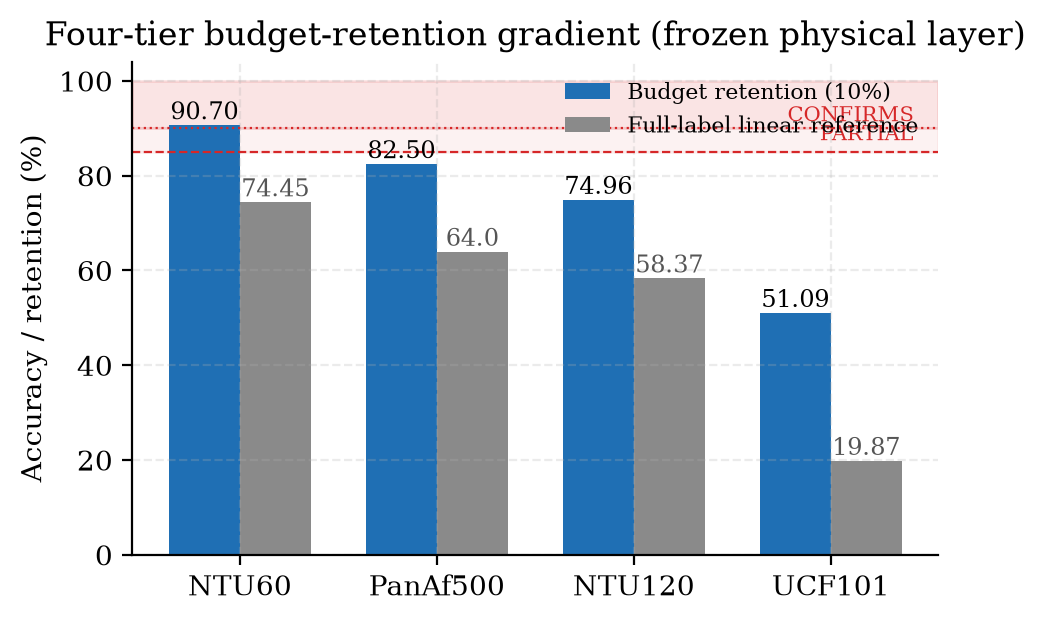 Four-tier budget-retention gradient (frozen physical layer)
Accuracy / retention (%)
100
80
60
40
20
0
Budget retention (10%)
Full-label linear reference
CONFIRMS
PARTIAL
90.70
74.45
82.50
64.0
74.96
58.37
51.09
19.87
NTU60
PanAf500
NTU120
UCF101